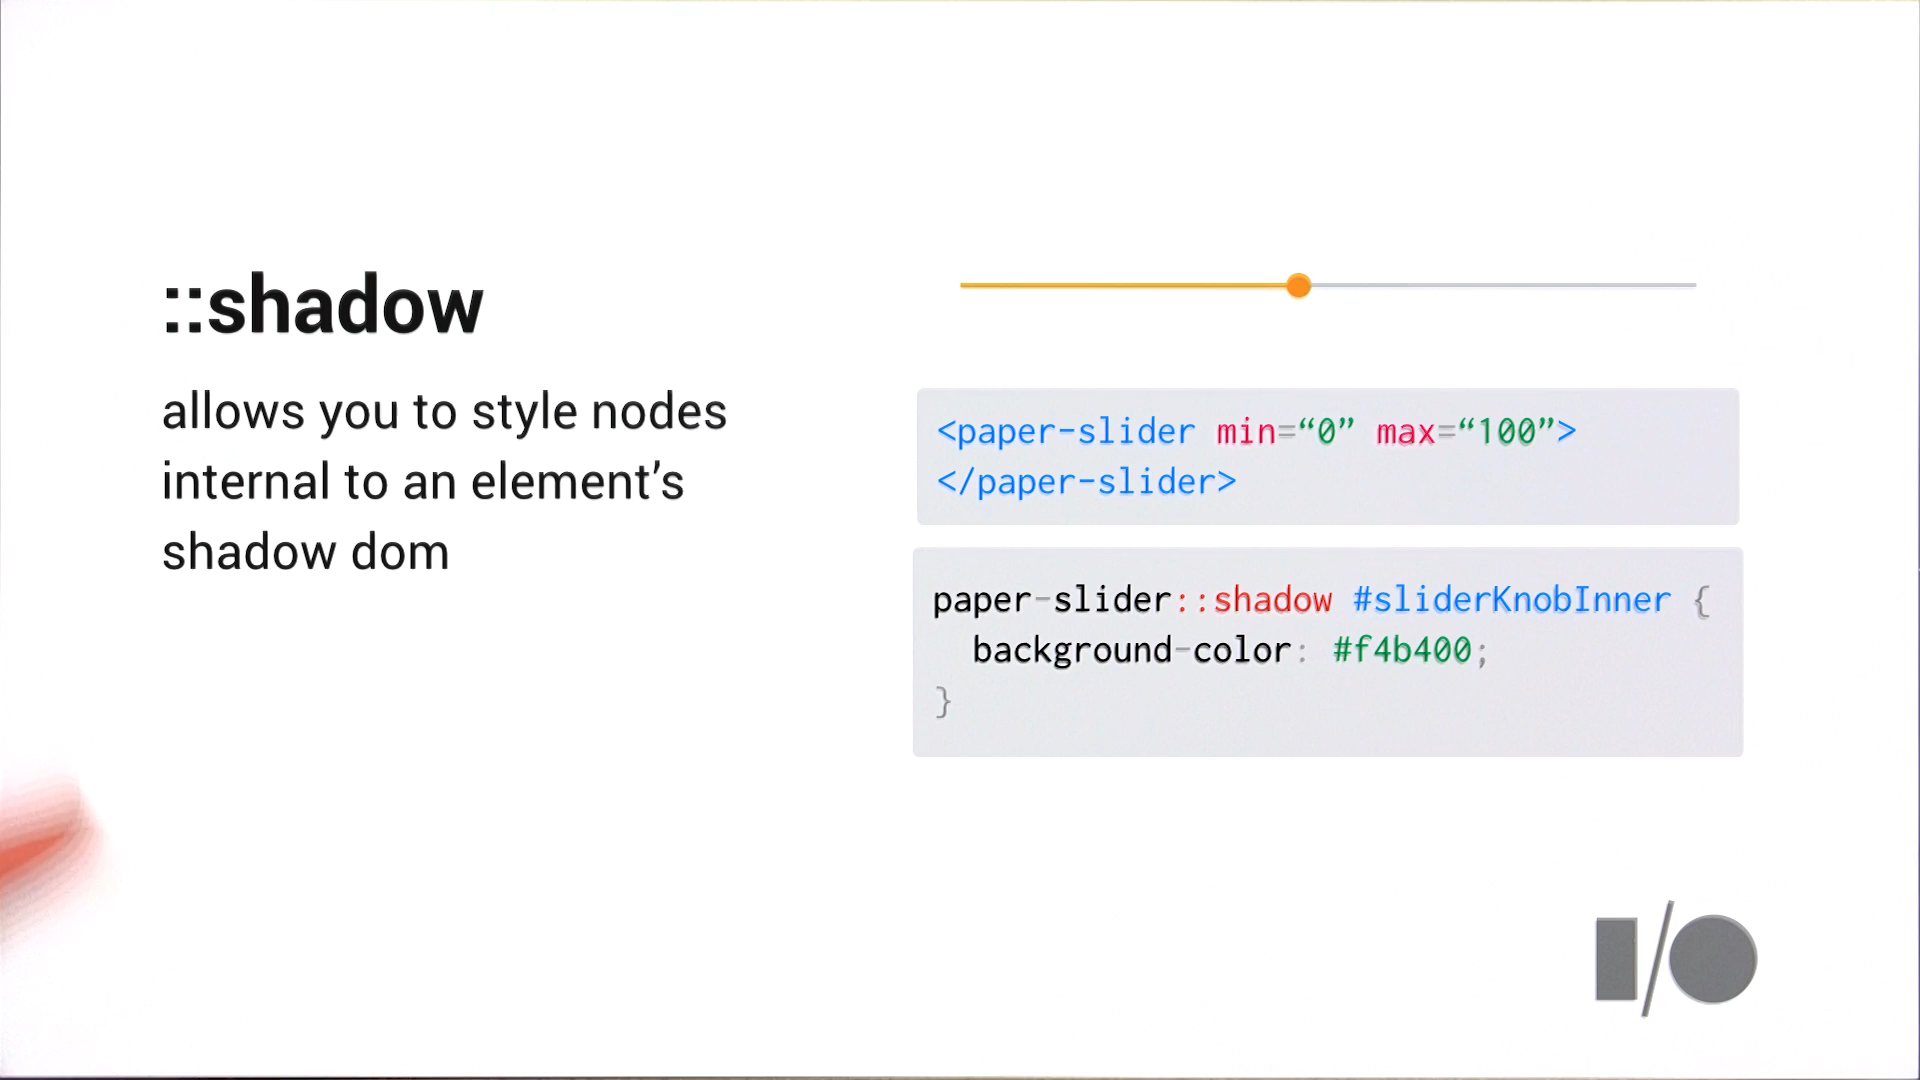 ::shadow
allows you to style nodes
internal to an element’s
shadow dom
<paper-slider min=“0” max=“100”>
</paper-slider>
paper-slider::shadow #sliderKnobInner {
  background-color: #f4b400;
}
I/O